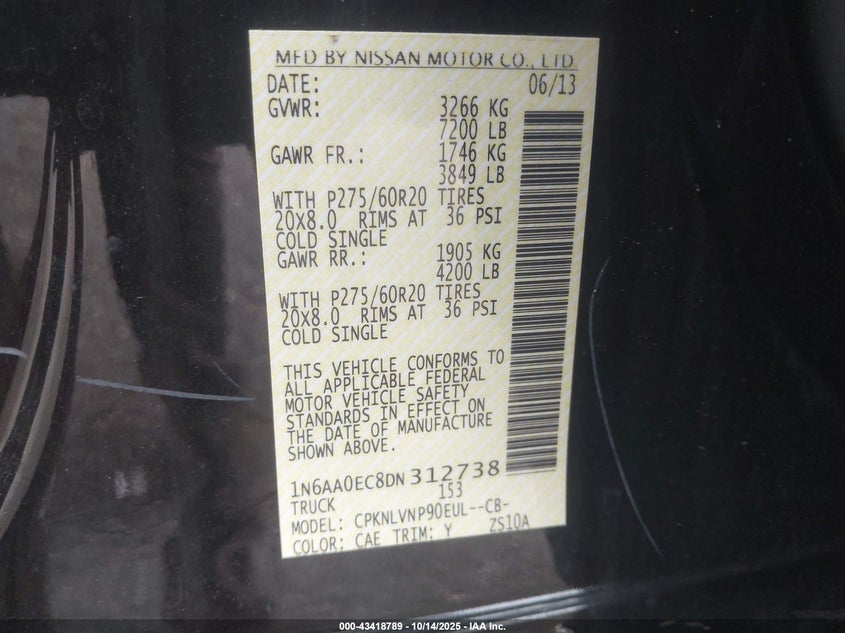 MFD BY NISSAN MOTOR CO., LTD.
DATE: 06/13
GVWR: 3266 KG
7200 LB
GAWR FR.: 1746 KG
3849 LB
WITH P275/60R20 TIRES
20X8.0 RIMS AT 36 PSI
COLD SINGLE
GAWR RR.: 1905 KG
4200 LB
WITH P275/60R20 TIRES
20X8.0 RIMS AT 36 PSI
COLD SINGLE
THIS VEHICLE CONFORMS TO
ALL APPLICABLE FEDERAL
MOTOR VEHICLE SAFETY
STANDARDS IN EFFECT ON
THE DATE OF MANUFACTURE
SHOWN ABOVE.
1N6AA0EC8DN312738
TRUCK 153
MODEL: CPKNLVNP90EUL--CB-
COLOR: CAE TRIM: Y ZS10A
000-43418789 - 10/14/2025 - IAA Inc.